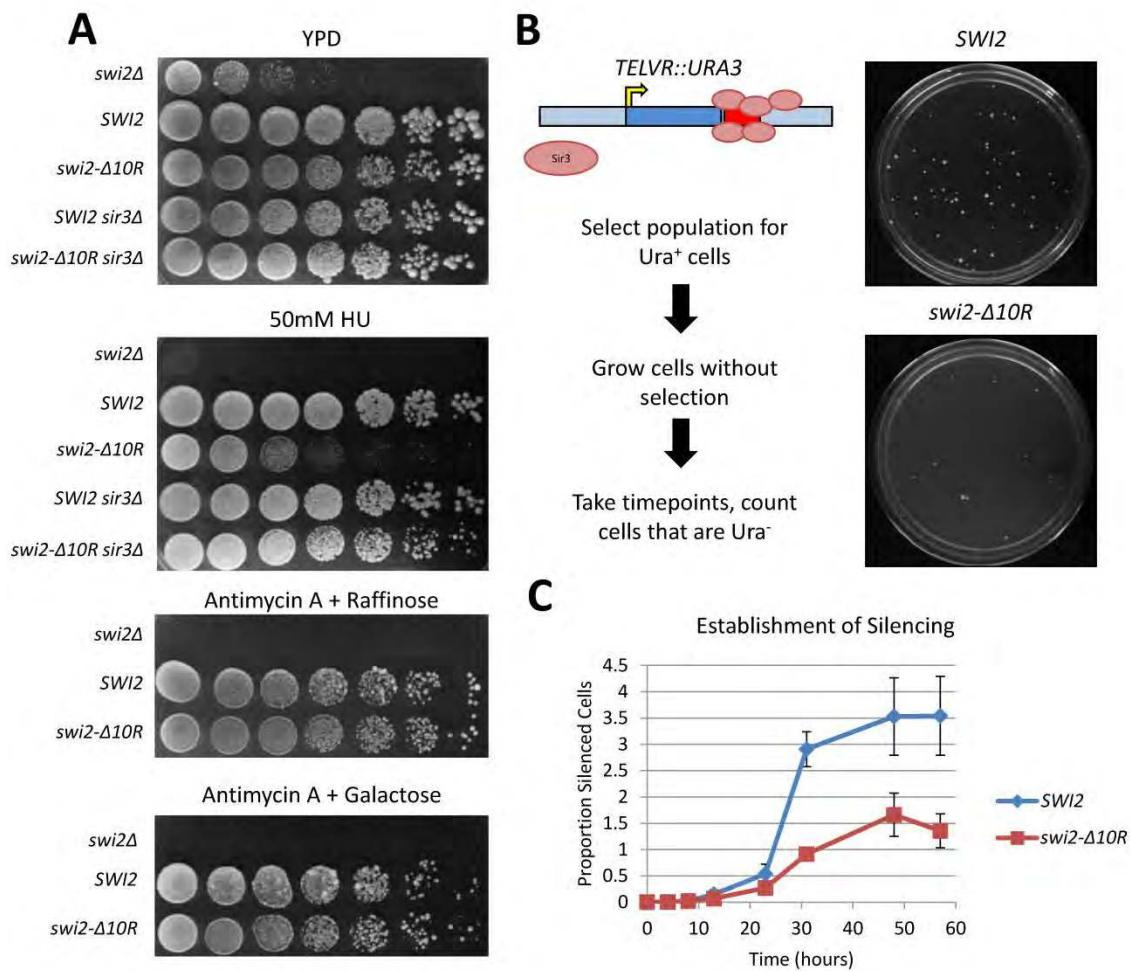 A
YPD
swi2Δ
SWI2
swi2-Δ10R
SWI2 sir3Δ
swi2-Δ10R sir3Δ
50mM HU
swi2Δ
SWI2
swi2-Δ10R
SWI2 sir3Δ
swi2-Δ10R sir3Δ
Antimycin A + Raffinose
swi2Δ
SWI2
swi2-Δ10R
Antimycin A + Galactose
swi2Δ
SWI2
swi2-Δ10R
B
TELVR::URA3
Sir3
Select population for
Ura⁺ cells
Grow cells without
selection
Take timepoints, count
cells that are Ura⁻
SWI2
swi2-Δ10R
C
Establishment of Silencing
Proportion Silenced Cells
4.5
4
3.5
3
2.5
2
1.5
1
0.5
0
0 10 20 30 40 50 60
Time (hours)
SWI2
swi2-Δ10R